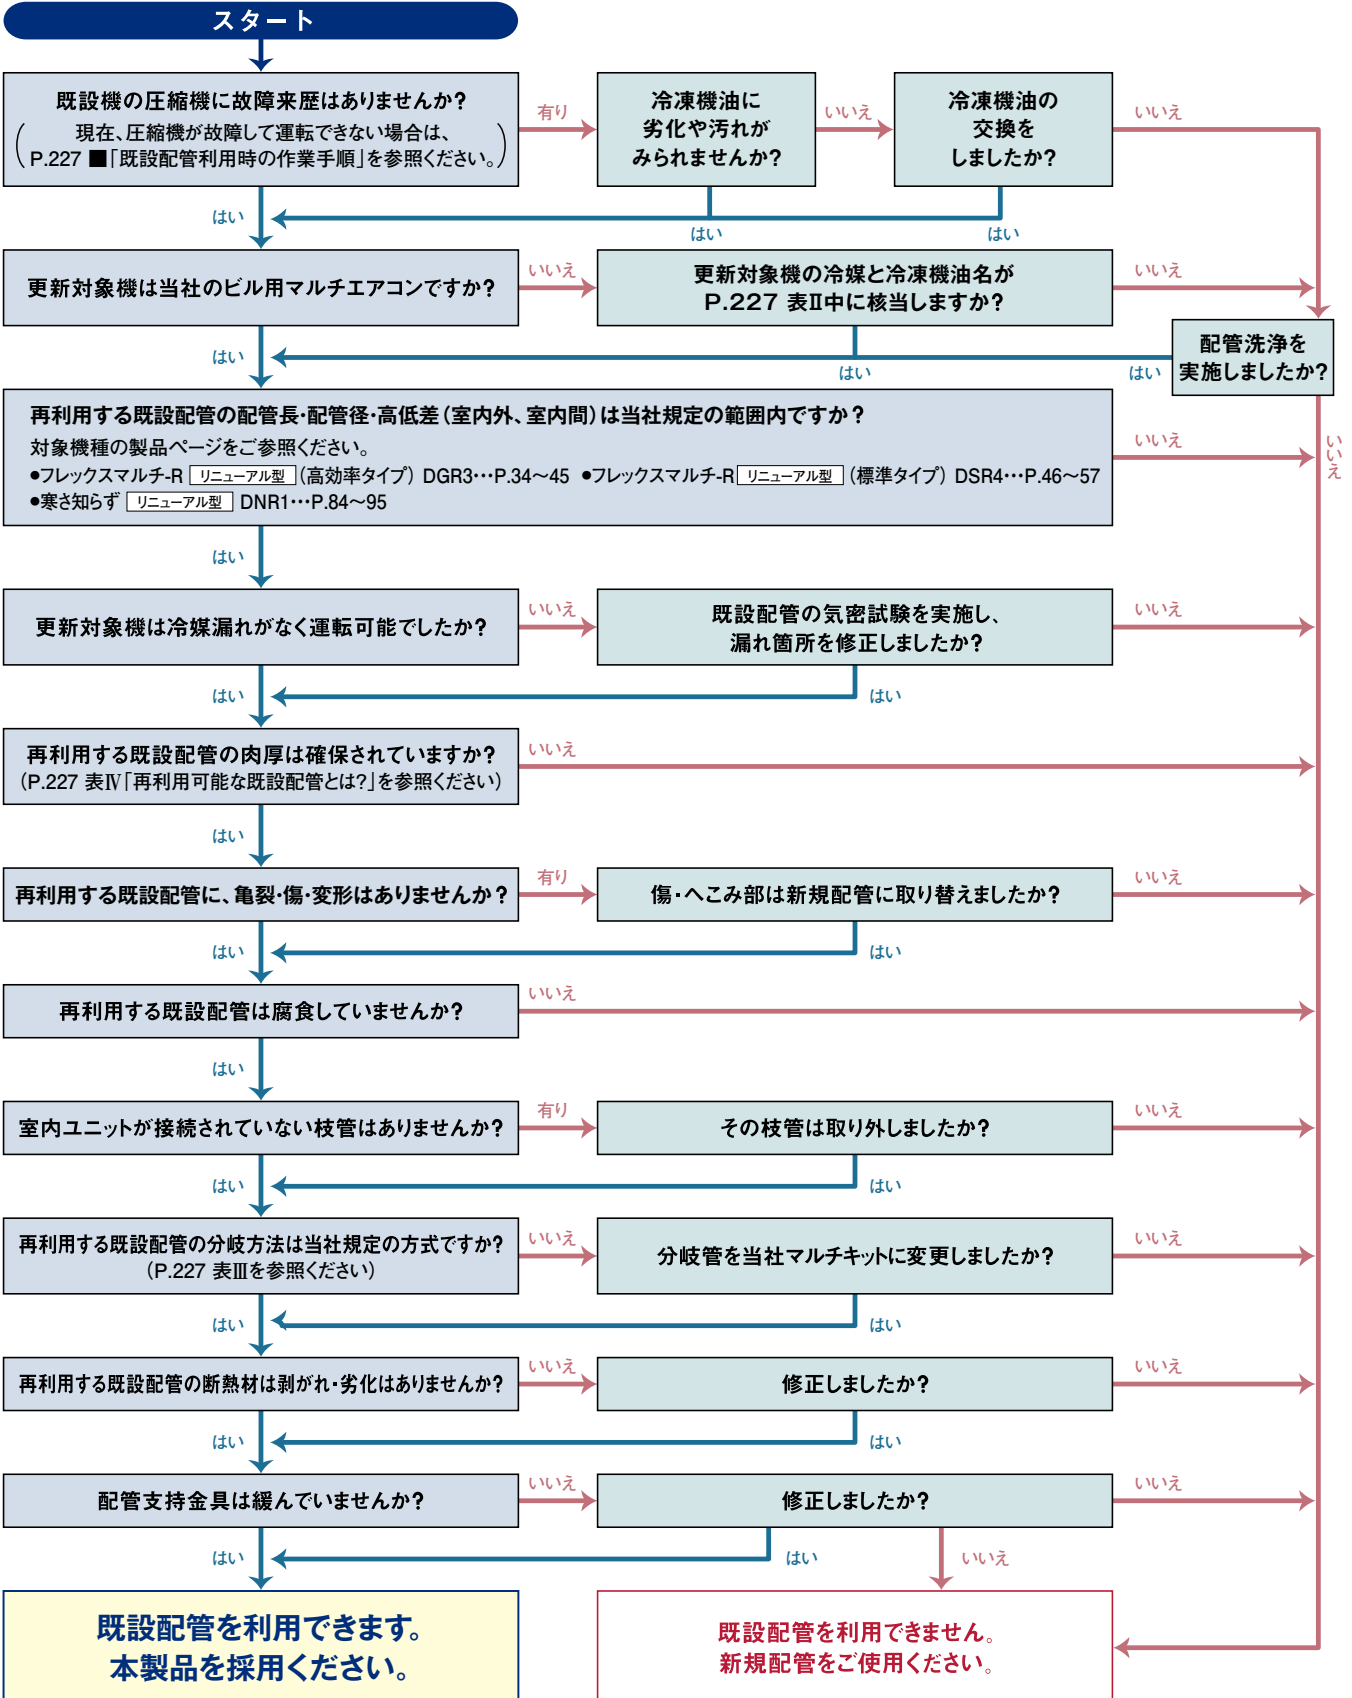 スタート
既設機の圧縮機に故障来歴はありませんか?
(現在、圧縮機が故障して運転できない場合は、
P.227 ■「既設配管利用時の作業手順」を参照ください。)
有り
冷凍機油に
劣化や汚れが
みられませんか?
いいえ
冷凍機油の
交換を
しましたか?
いいえ
はい
はい
はい
更新対象機は当社のビル用マルチエアコンですか?
いいえ
更新対象機の冷媒と冷凍機油名が
P.227 表Ⅱ中に核当しますか?
いいえ
配管洗浄を
実施しましたか?
はい
はい
はい
いいえ
再利用する既設配管の配管長・配管径・高低差(室内外、室内間)は当社規定の範囲内ですか?
対象機種の製品ページをご参照ください。
●フレックスマルチ-R リニューアル型 (高効率タイプ) DGR3…P.34〜45 ●フレックスマルチ-R リニューアル型 (標準タイプ) DSR4…P.46〜57
●寒さ知らず リニューアル型 DNR1…P.84〜95
いいえ
はい
更新対象機は冷媒漏れがなく運転可能でしたか?
いいえ
既設配管の気密試験を実施し、
漏れ箇所を修正しましたか?
いいえ
はい
はい
再利用する既設配管の肉厚は確保されていますか?
(P.227 表Ⅳ「再利用可能な既設配管とは?」を参照ください)
いいえ
はい
再利用する既設配管に、亀裂・傷・変形はありませんか?
有り
傷・へこみ部は新規配管に取り替えましたか?
いいえ
はい
はい
再利用する既設配管は腐食していませんか?
いいえ
はい
室内ユニットが接続されていない枝管はありませんか?
有り
その枝管は取り外しましたか?
いいえ
はい
はい
再利用する既設配管の分岐方法は当社規定の方式ですか?
(P.227 表Ⅲを参照ください)
いいえ
分岐管を当社マルチキットに変更しましたか?
いいえ
はい
はい
再利用する既設配管の断熱材は剥がれ・劣化はありませんか?
いいえ
修正しましたか?
いいえ
はい
はい
配管支持金具は緩んでいませんか?
いいえ
修正しましたか?
いいえ
はい
はい
いいえ
既設配管を利用できます。
本製品を採用ください。
既設配管を利用できません。
新規配管をご使用ください。